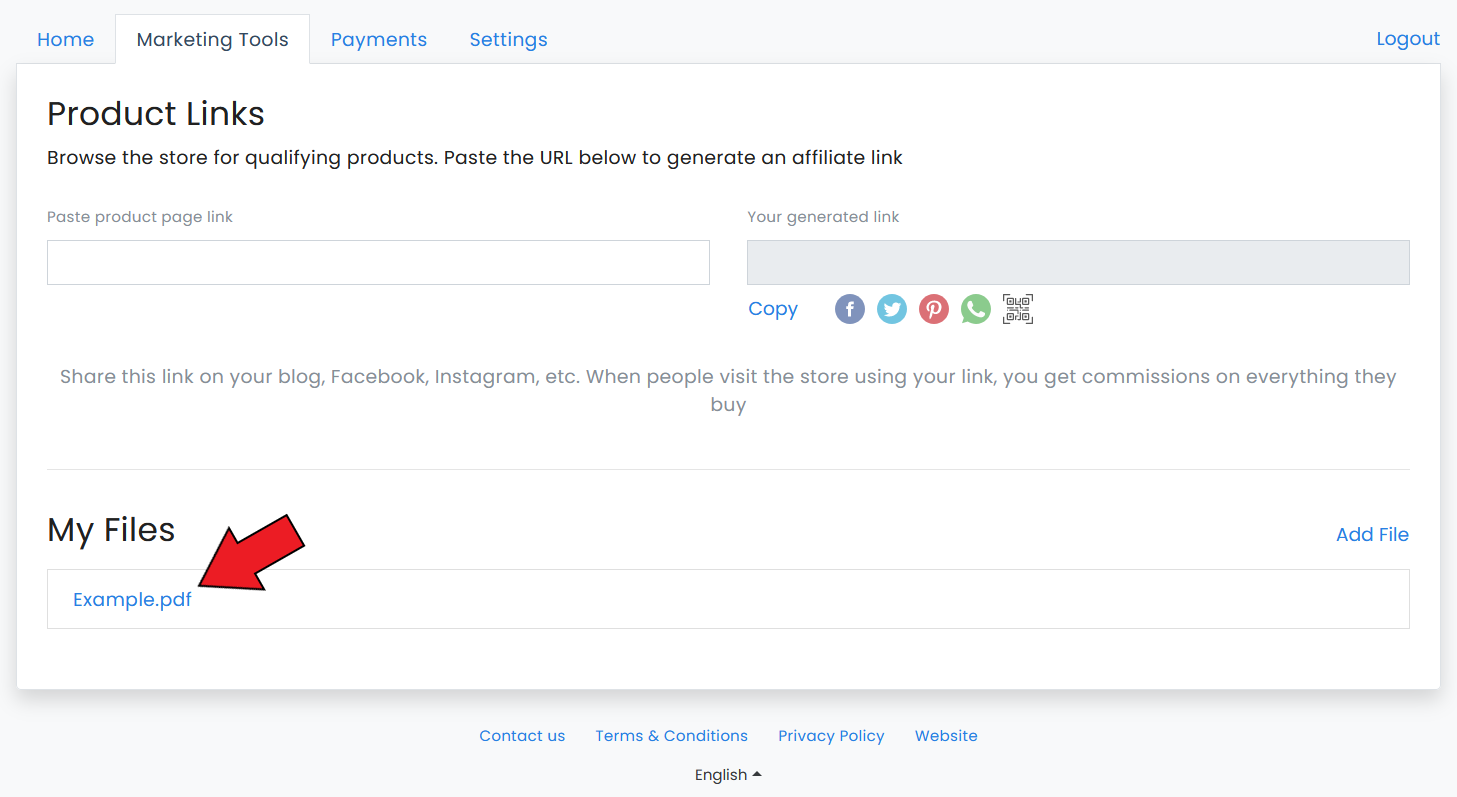 Home Marketing Tools Payments Settings Logout
Product Links
Browse the store for qualifying products. Paste the URL below to generate an affiliate link
Paste product page link Your generated link
Copy
Share this link on your blog, Facebook, Instagram, etc. When people visit the store using your link, you get commissions on everything they
buy
My Files Add File
Example.pdf
Contact us Terms & Conditions Privacy Policy Website
English